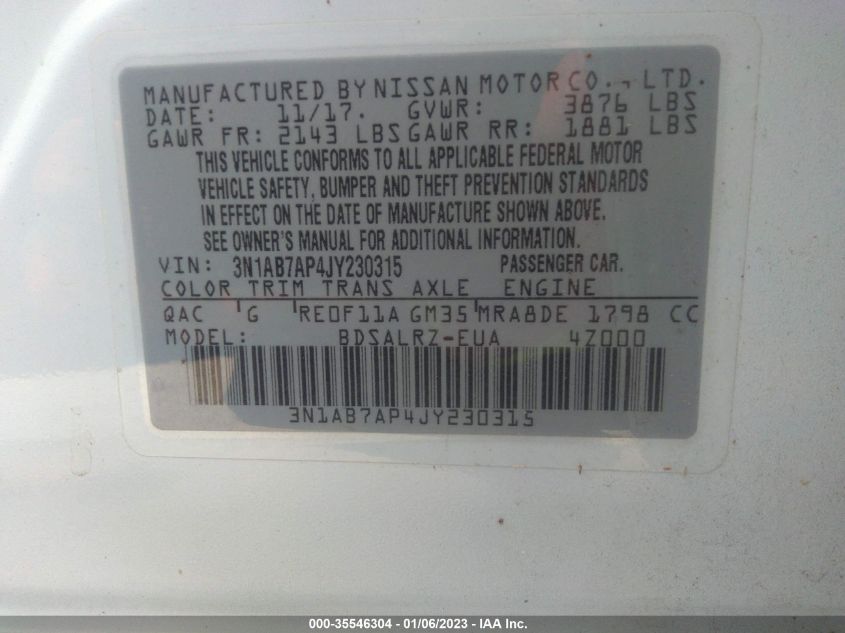 MANUFACTURED BY NISSAN MOTOR CO., LTD.
DATE: 11/17. GVWR: 3876 LBS
GAWR FR: 2143 LBS GAWR RR: 1881 LBS
THIS VEHICLE CONFORMS TO ALL APPLICABLE FEDERAL MOTOR
VEHICLE SAFETY, BUMPER AND THEFT PREVENTION STANDARDS
IN EFFECT ON THE DATE OF MANUFACTURE SHOWN ABOVE.
SEE OWNER'S MANUAL FOR ADDITIONAL INFORMATION.
VIN: 3N1AB7AP4JY230315 PASSENGER CAR.
COLOR TRIM TRANS AXLE ENGINE
QAC G RE0F11A GM35 MRA8DE 1798 CC
MODEL: BDSALRZ-EUA 4Z000
3N1AB7AP4JY230315
000-35546304 - 01/06/2023 - IAA Inc.